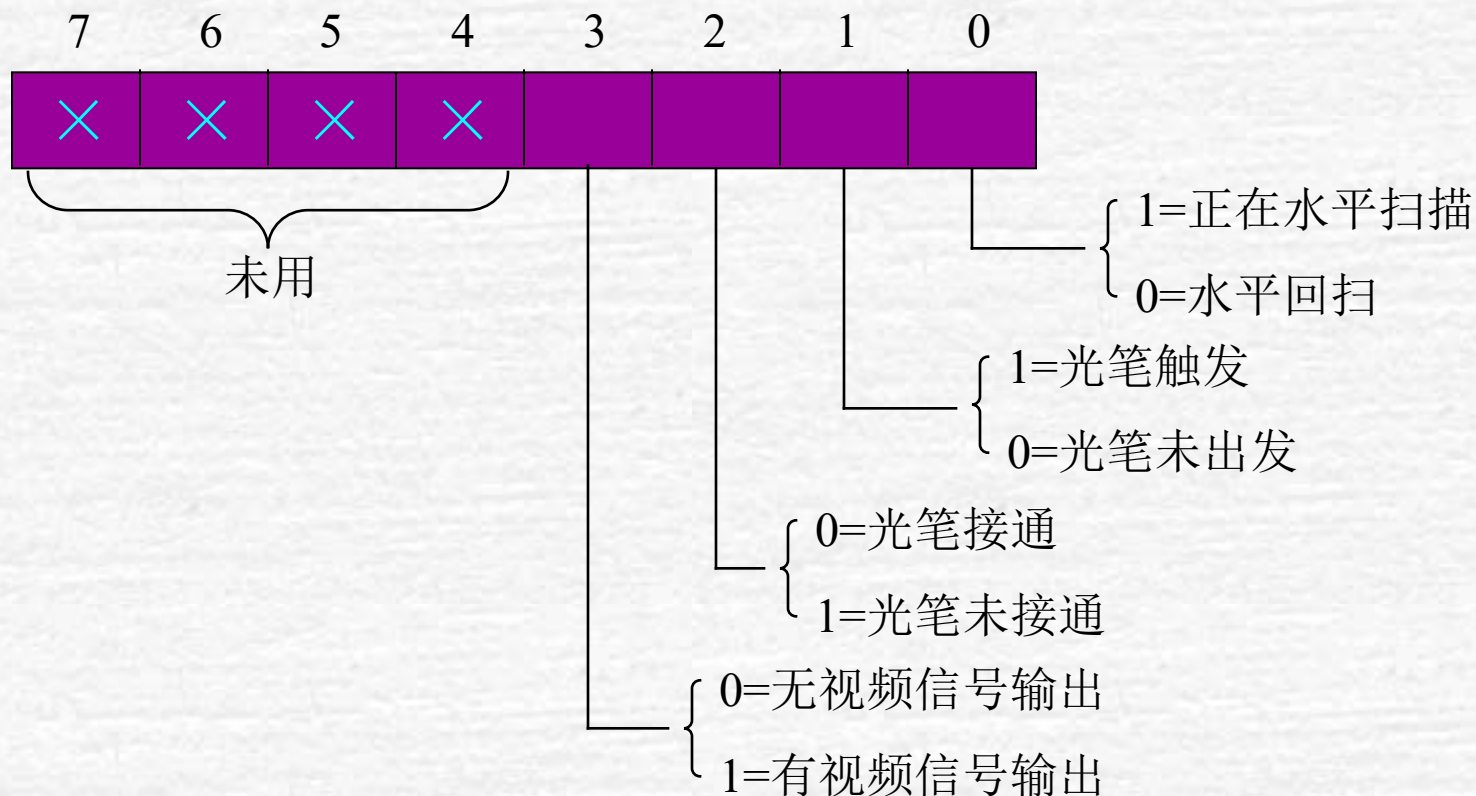 7 6 5 4 3 2 1 0
× × × ×
未用
1=正在水平扫描
0=水平回扫
1=光笔触发
0=光笔未出发
0=光笔接通
1=光笔未接通
0=无视频信号输出
1=有视频信号输出